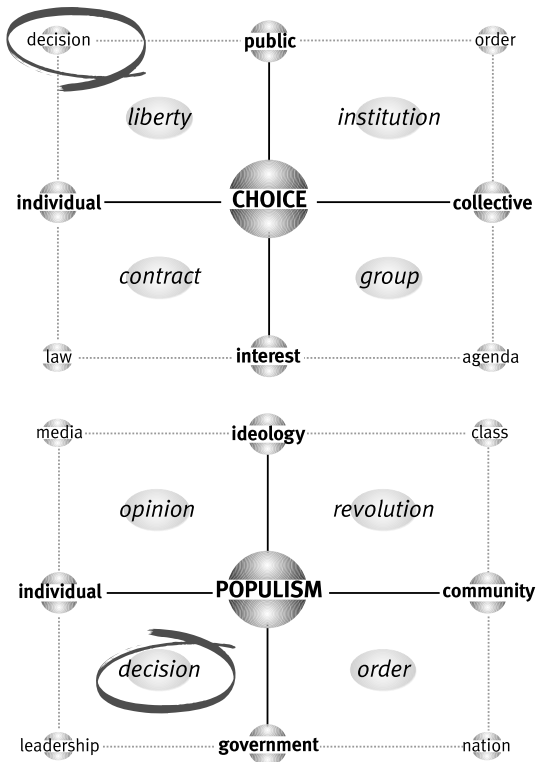 decision public order
liberty institution
individual CHOICE collective
contract group
law interest agenda
media ideology class
opinion revolution
individual POPULISM community
decision order
leadership government nation